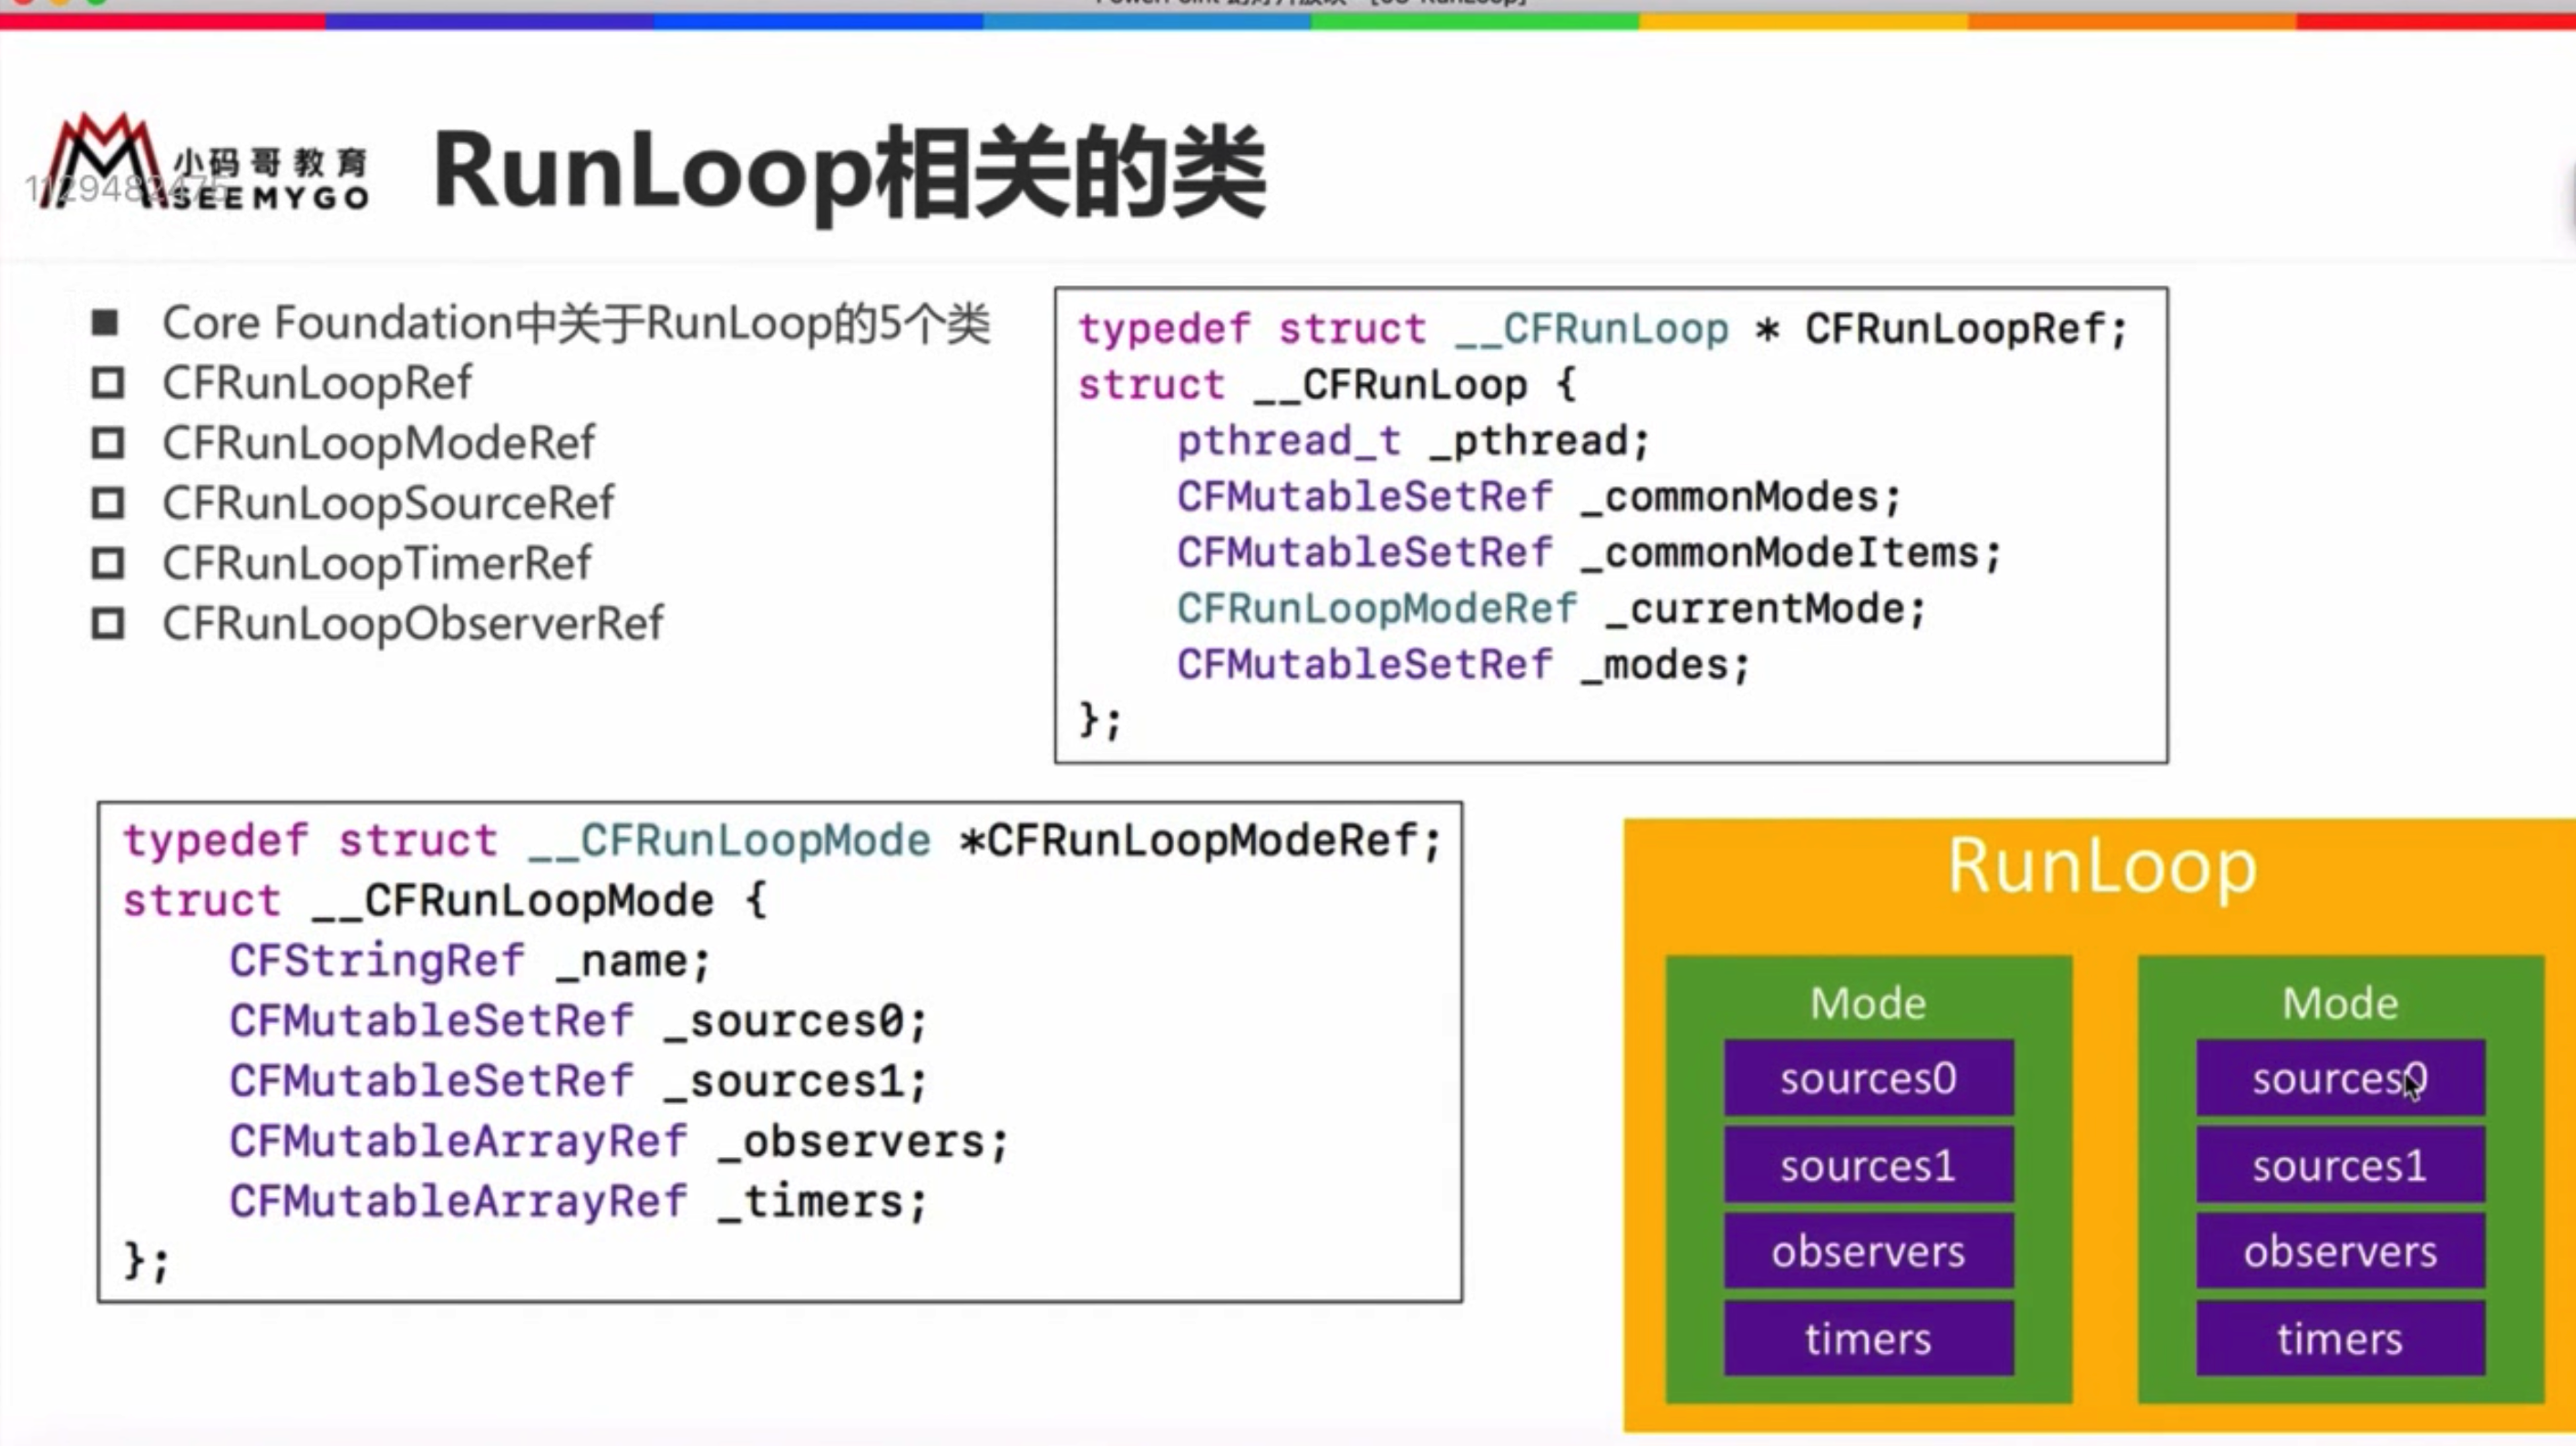 小码哥教育
SEEMYGO
1129482475
RunLoop相关的类
Core Foundation中关于RunLoop的5个类
CFRunLoopRef
CFRunLoopModeRef
CFRunLoopSourceRef
CFRunLoopTimerRef
CFRunLoopObserverRef
typedef struct __CFRunLoop * CFRunLoopRef;
struct __CFRunLoop {
pthread_t _pthread;
CFMutableSetRef _commonModes;
CFMutableSetRef _commonModeItems;
CFRunLoopModeRef _currentMode;
CFMutableSetRef _modes;
};
typedef struct __CFRunLoopMode *CFRunLoopModeRef;
struct __CFRunLoopMode {
CFStringRef _name;
CFMutableSetRef _sources0;
CFMutableSetRef _sources1;
CFMutableArrayRef _observers;
CFMutableArrayRef _timers;
};
RunLoop
Mode
sources0
sources1
observers
timers
Mode
sources0
sources1
observers
timers